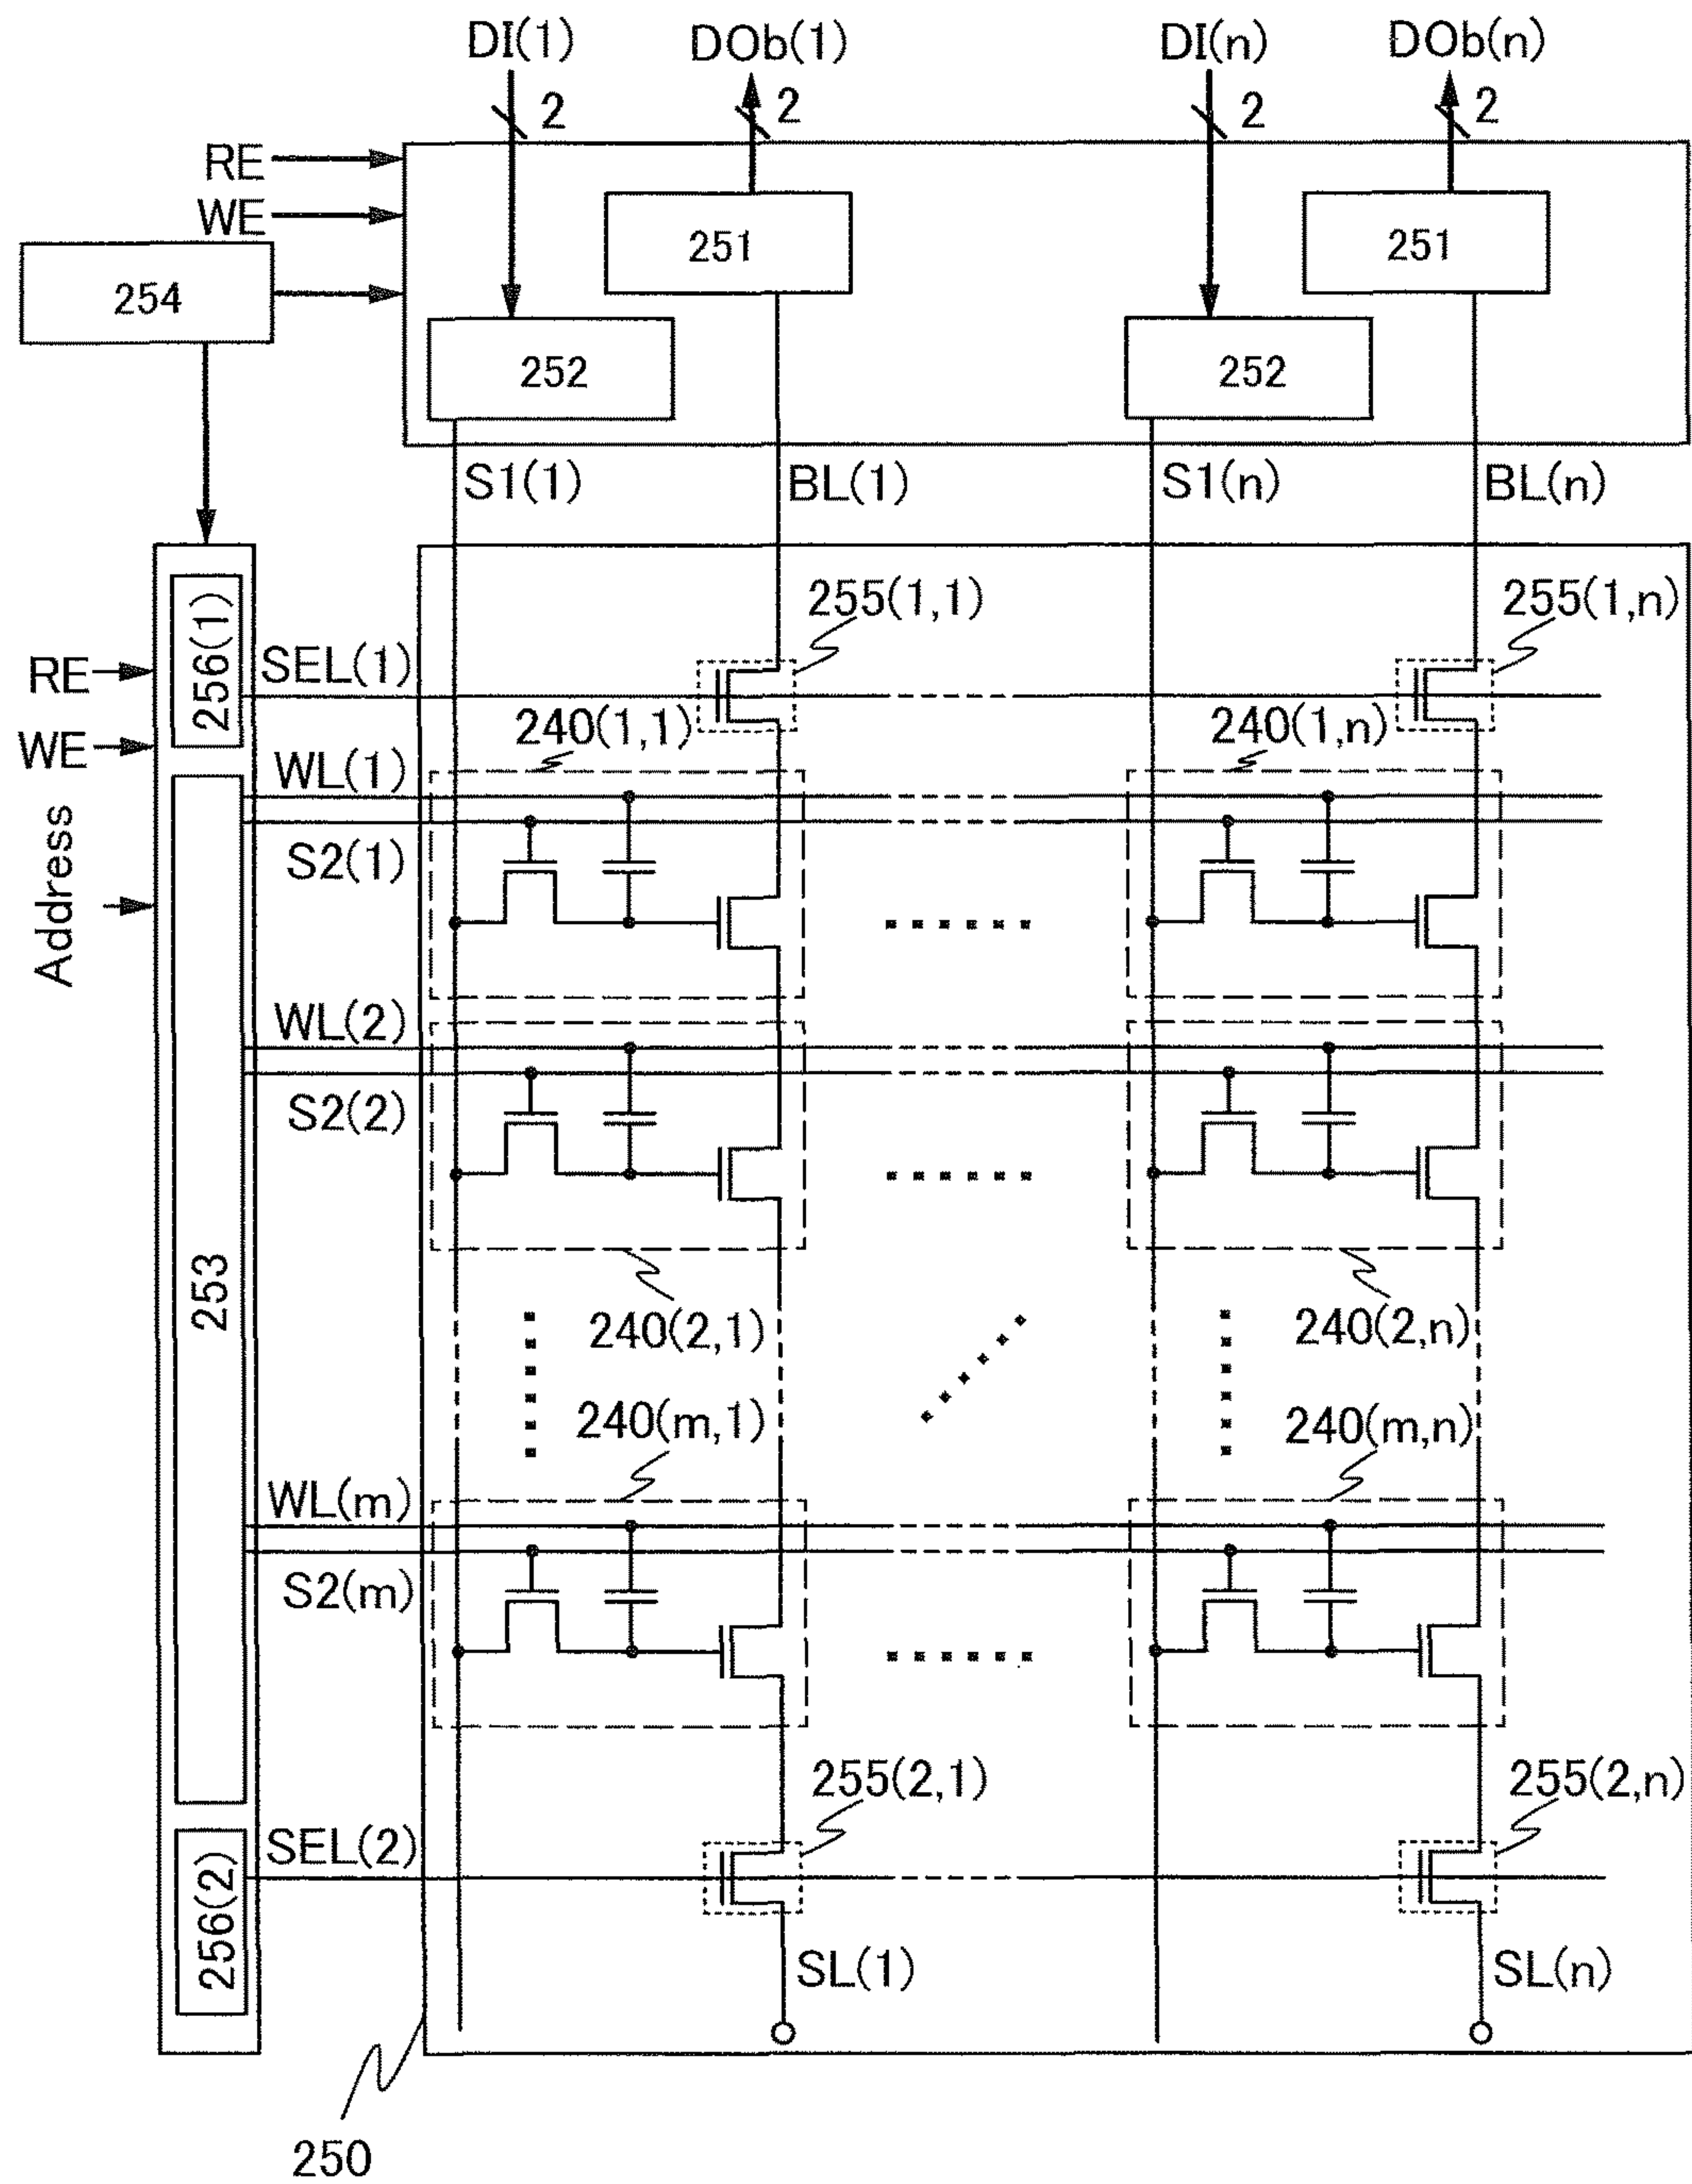 DI(1) DOb(1) DI(n) DOb(n)
2 2 2 2
RE
WE
251 251
254
252 252
S1(1) BL(1) S1(n) BL(n)
256(1)
255(1,1) 255(1,n)
RE
SEL(1)
240(1,1) 240(1,n)
WE
WL(1)
Address
S2(1)
WL(2)
S2(2)
253
240(2,1) 240(2,n)
240(m,1) 240(m,n)
WL(m)
S2(m)
255(2,1) 255(2,n)
SEL(2)
256(2)
SL(1) SL(n)
250